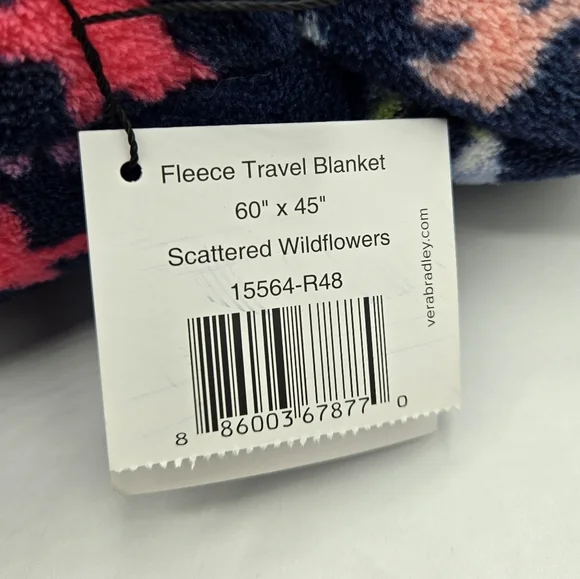 Fleece Travel Blanket
60" x 45"
Scattered Wildflowers
15564-R48
8 86003 67877 0
verabradley.com